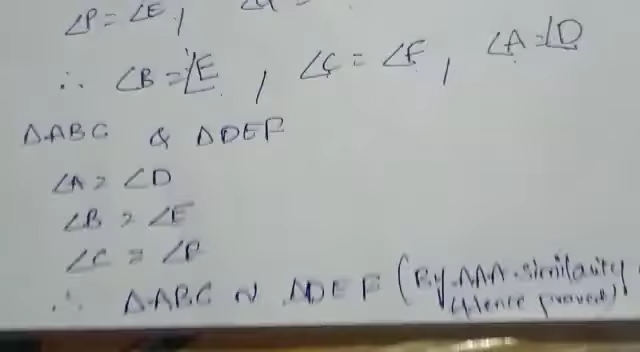 ∠P = ∠E,
∴ ∠B = ∠E, ∠C = ∠F, ∠A = ∠D
ΔABC & ΔDEF
∠A = ∠D
∠B = ∠E
∠C = ∠F
∴ ΔABC ~ ΔDEF (By AAA similarity
Hence proved)